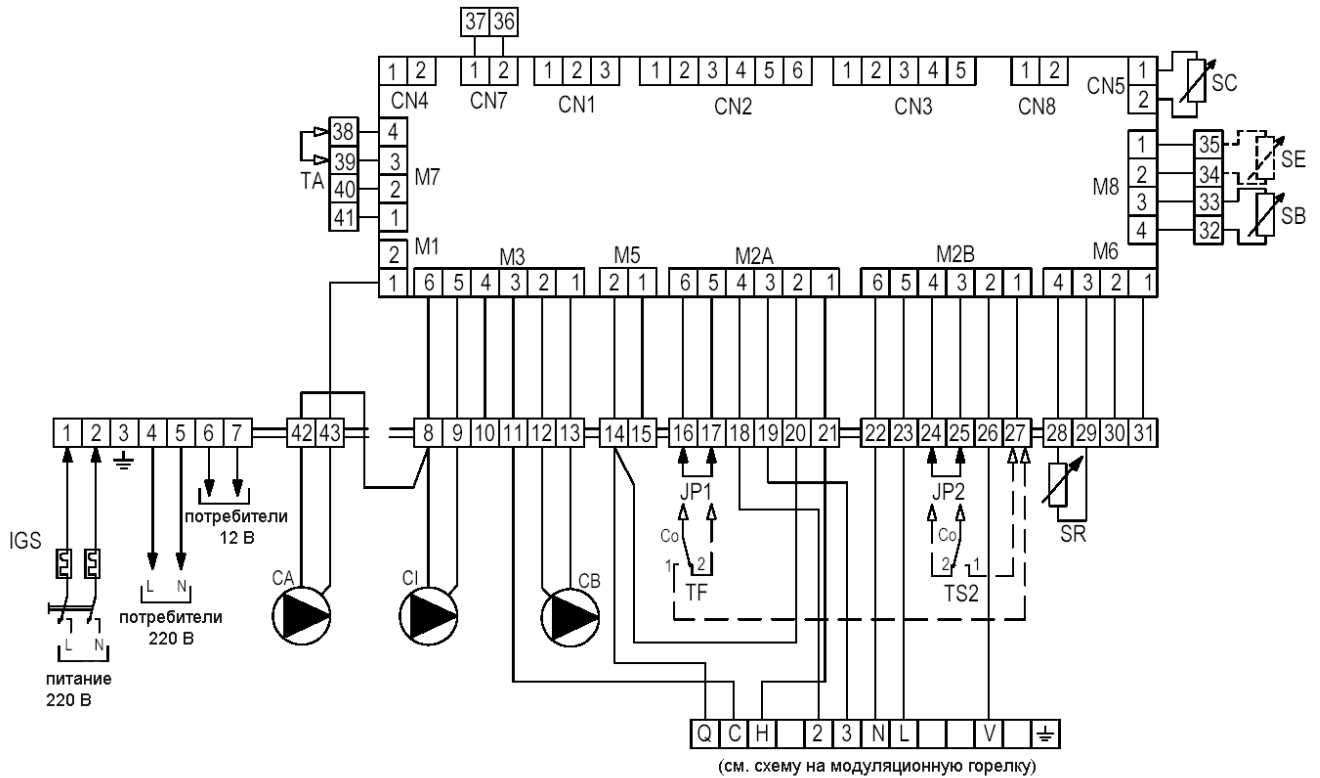 37 36
1 2 1 2 1 2 3 1 2 3 4 5 6 1 2 3 4 5 1 2 1
CN4 CN7 CN1 CN2 CN3 CN8 CN5 SC
2
38 4 1 35
39 3 2 34 SE
TA M7 M8
40 2 3 33
41 1 4 32 SB
M1
2 M3 M5 M2A M2B M6
1 6 5 4 3 2 1 2 1 6 5 4 3 2 1 6 5 4 3 2 1 4 3 2 1
1 2 3 4 5 6 7 42 43 8 9 10 11 12 13 14 15 16 17 18 19 20 21 22 23 24 25 26 27 28 29 30 31
JP1 JP2
потребители
12 В
IGS Co Co SR
1 2 2 1
L N CA CI CB TF TS2
потребители
220 В
L N
питание
220 В
Q C H 2 3 N L V
(см. схему на модуляционную горелку)